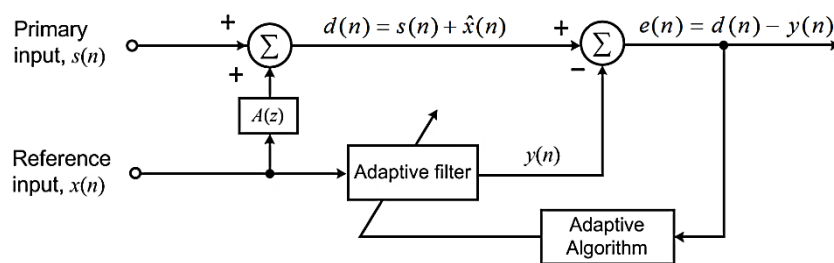 Primary
input, s(n)
+
+
Σ
d(n) = s(n) + x̂(n)
+
−
Σ
e(n) = d(n) − y(n)
A(z)
Reference
input, x(n)
Adaptive filter
y(n)
Adaptive
Algorithm